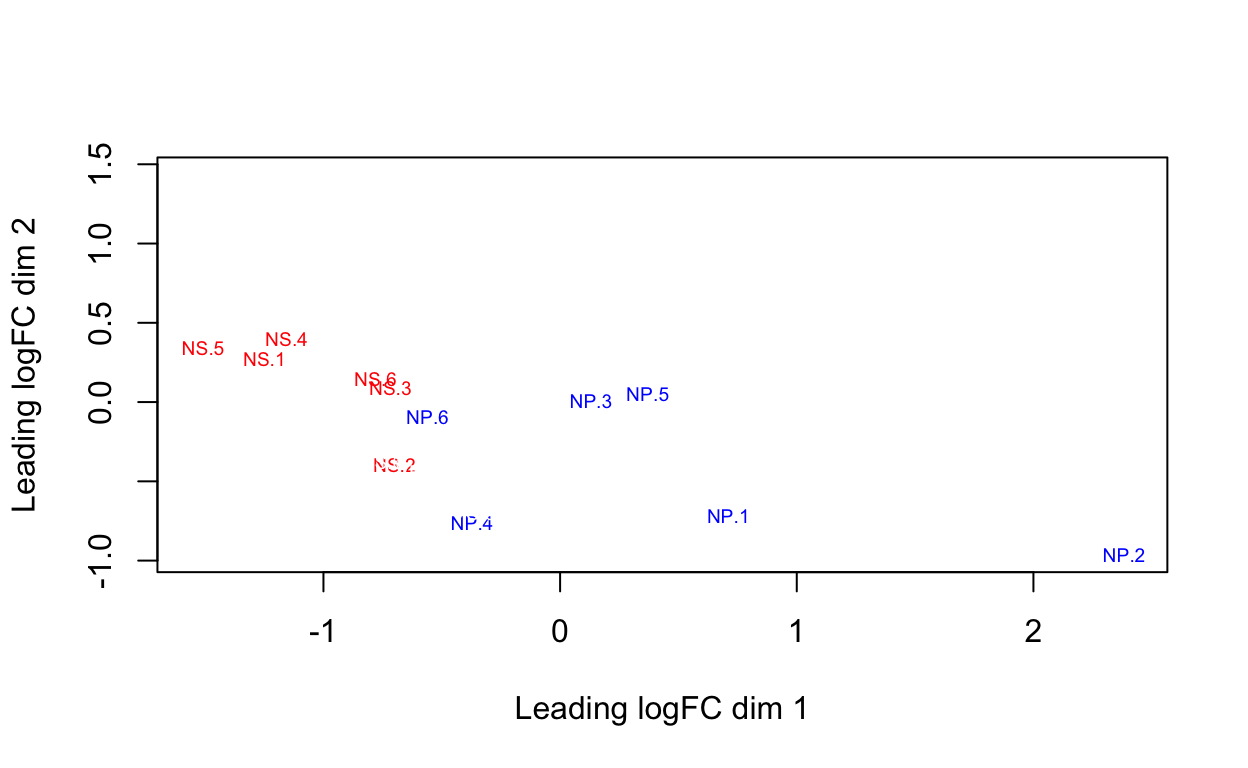 1.5
1.0
0.5
0.0
-1.0
Leading logFC dim 2
NS.4
NS.5
NS.1
NS.6
NS.3
NP.5
NP.3
NP.6
NS.2
NP.1
NP.4
NP.2
-1
0
1
2
Leading logFC dim 1